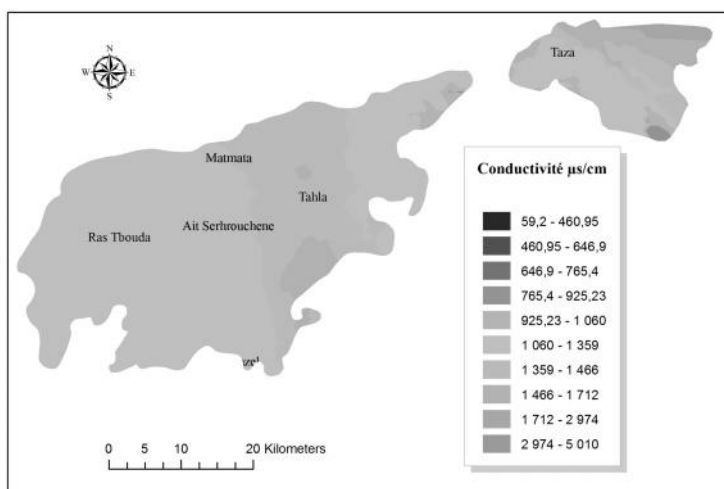 N
W E
S
Taza
Matmata
Tahla
Ait Serhrouchene
Ras Tbouda
Conductivité µs/cm
59,2 - 460,95
460,95 - 646,9
646,9 - 765,4
765,4 - 925,23
925,23 - 1 060
1 060 - 1 359
1 359 - 1 466
1 466 - 1 712
1 712 - 2 974
2 974 - 5 010
0 5 10 20 Kilometers